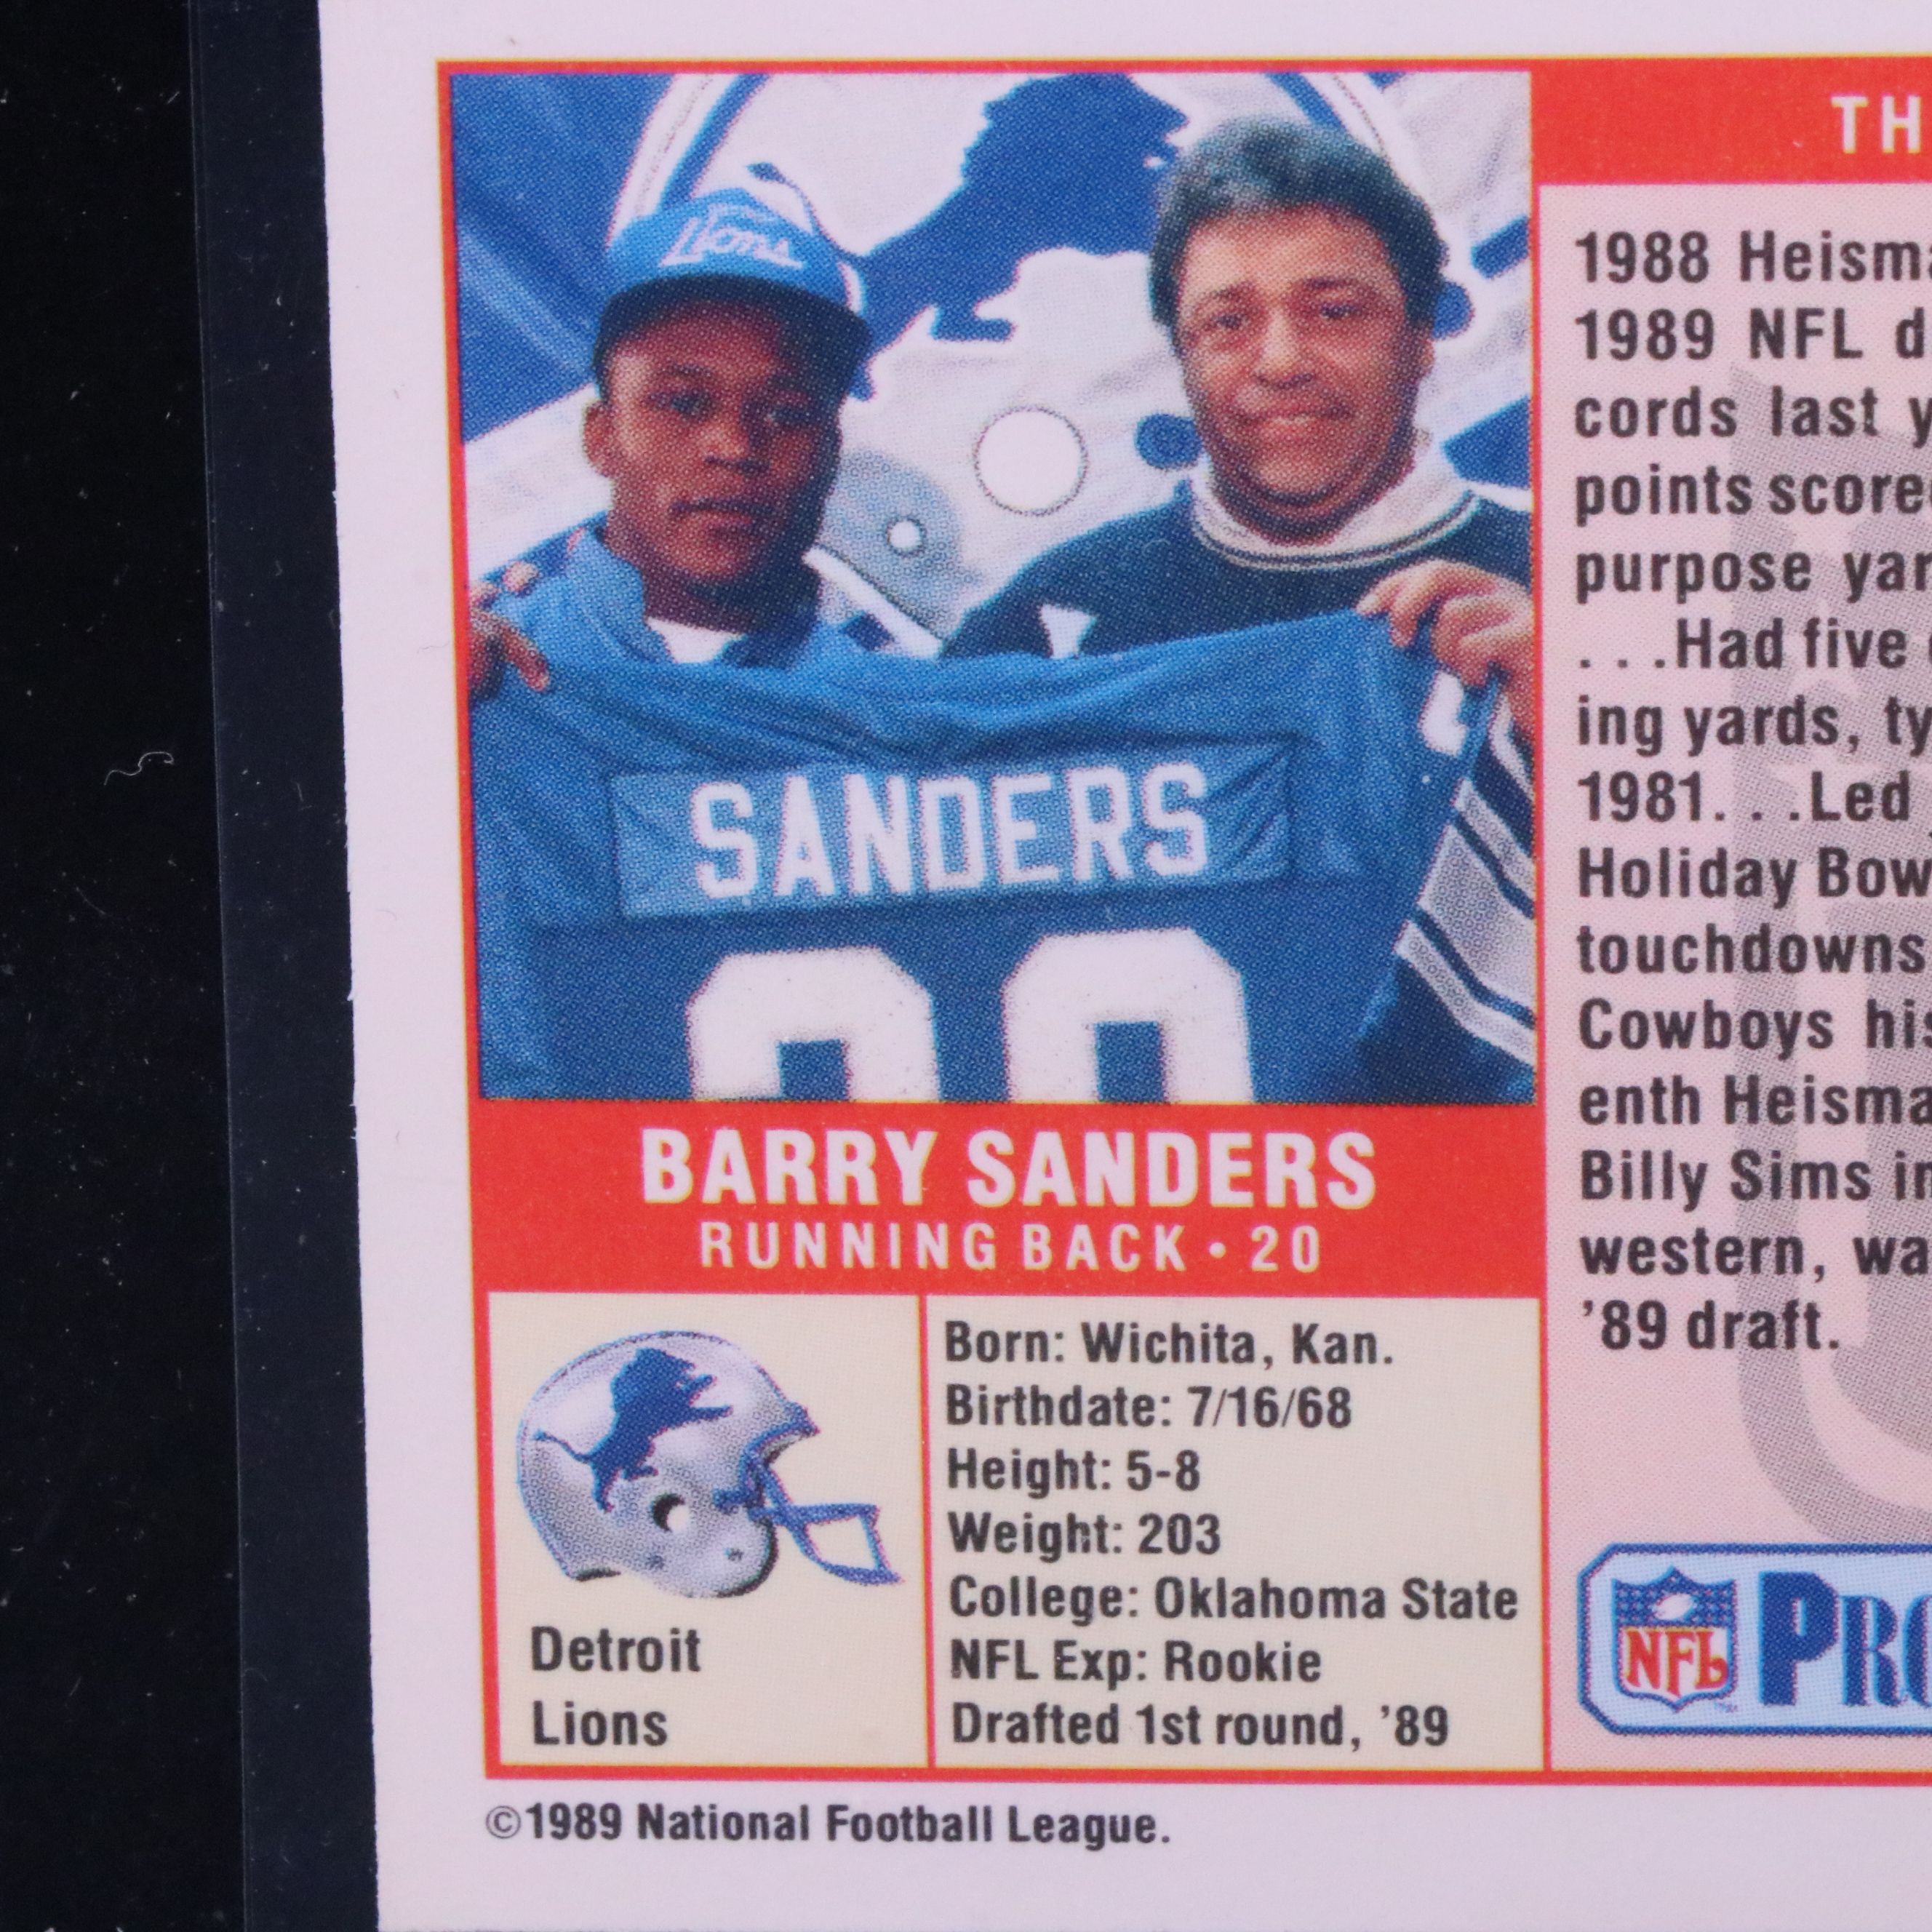 Lions
SANDERS
BARRY SANDERS
RUNNING BACK • 20
Detroit
Lions
Born: Wichita, Kan.
Birthdate: 7/16/68
Height: 5-8
Weight: 203
College: Oklahoma State
NFL Exp: Rookie
Drafted 1st round, ’89
TH
1988 Heisma
1989 NFL d
cords last y
points score
purpose yar
. . .Had five
ing yards, ty
1981. . .Led
Holiday Bow
touchdowns
Cowboys his
enth Heisma
Billy Sims in
western, wa
’89 draft.
NFL PRO
©1989 National Football League.